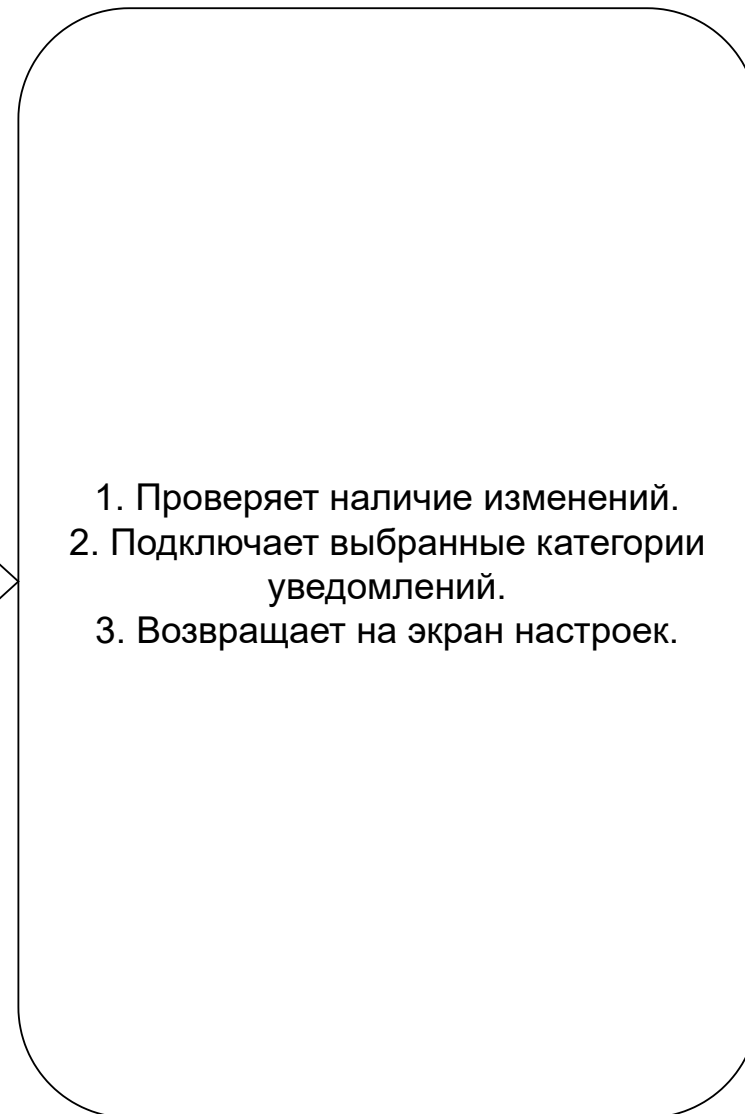 1. Проверяет наличие изменений.
2. Подключает выбранные категории
уведомлений.
3. Возвращает на экран настроек.